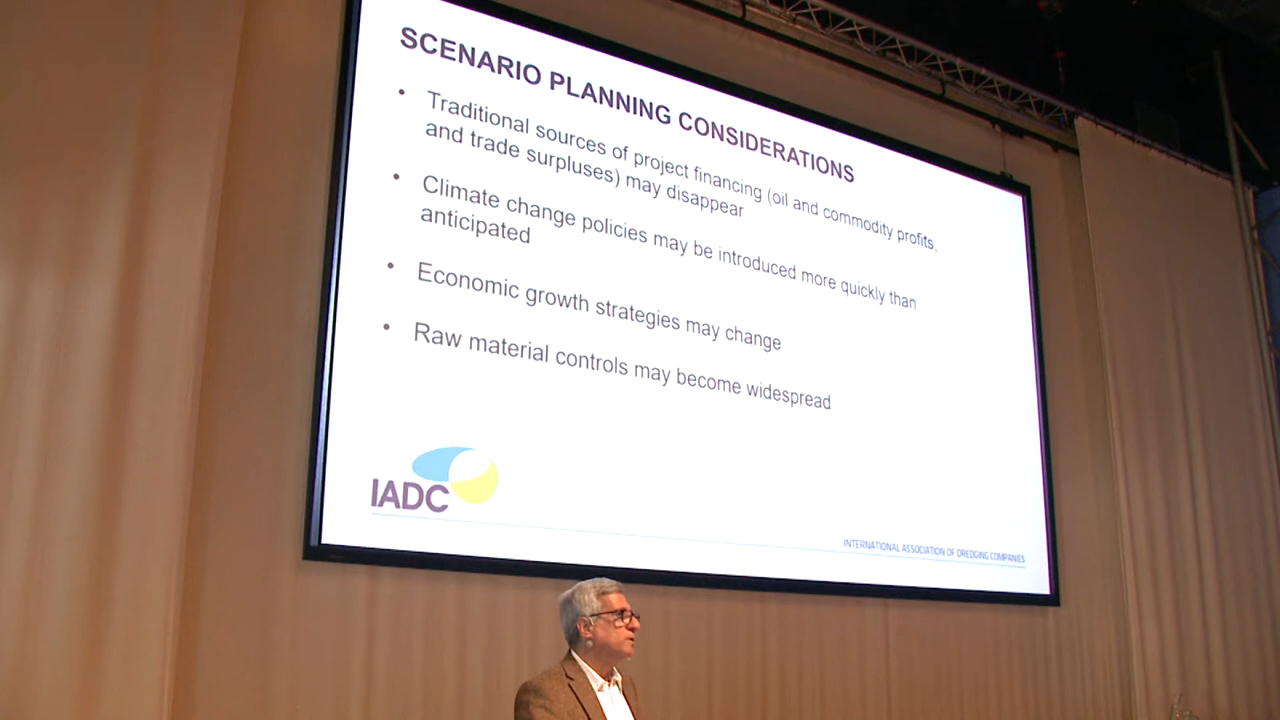 SCENARIO PLANNING CONSIDERATIONS
• Traditional sources of project financing (oil and commodity profits,
and trade surpluses) may disappear
• Climate change policies may be introduced more quickly than
anticipated
• Economic growth strategies may change
• Raw material controls may become widespread
IADC
INTERNATIONAL ASSOCIATION OF DREDGING COMPANIES